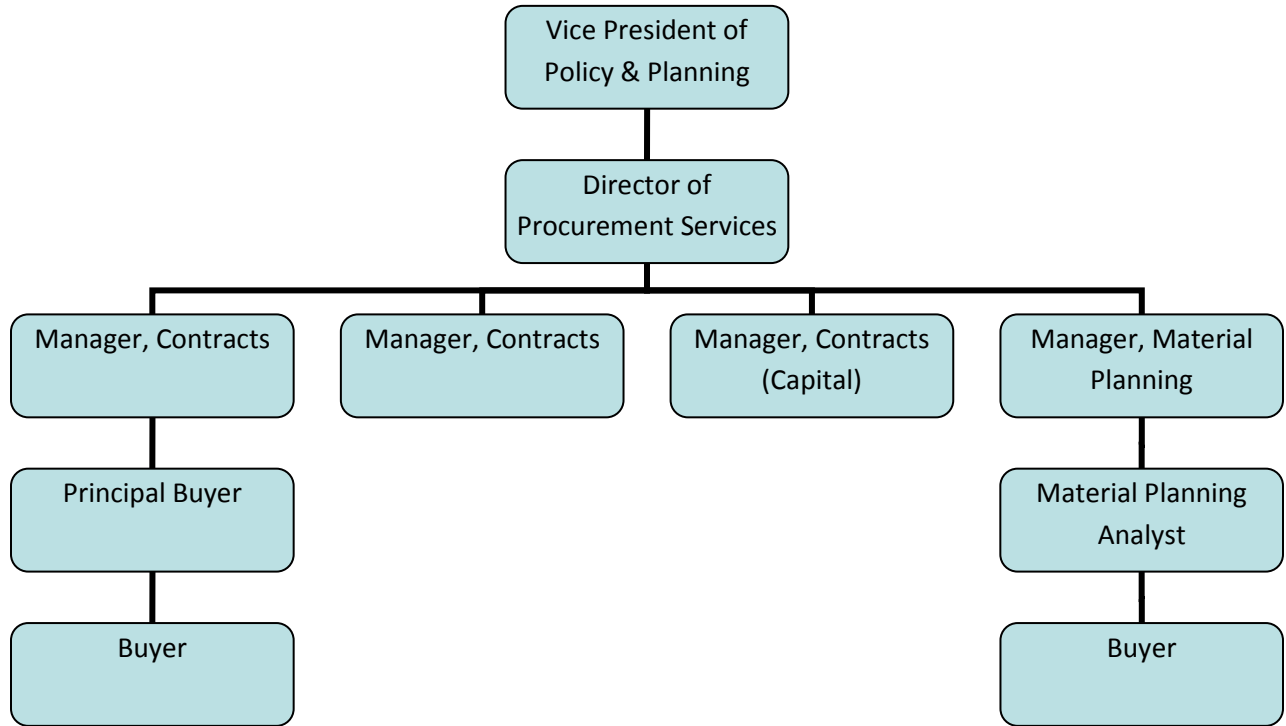 Vice President of
Policy & Planning
Director of
Procurement Services
Manager, Contracts
Manager, Contracts
Manager, Contracts
(Capital)
Manager, Material
Planning
Principal Buyer
Material Planning
Analyst
Buyer
Buyer